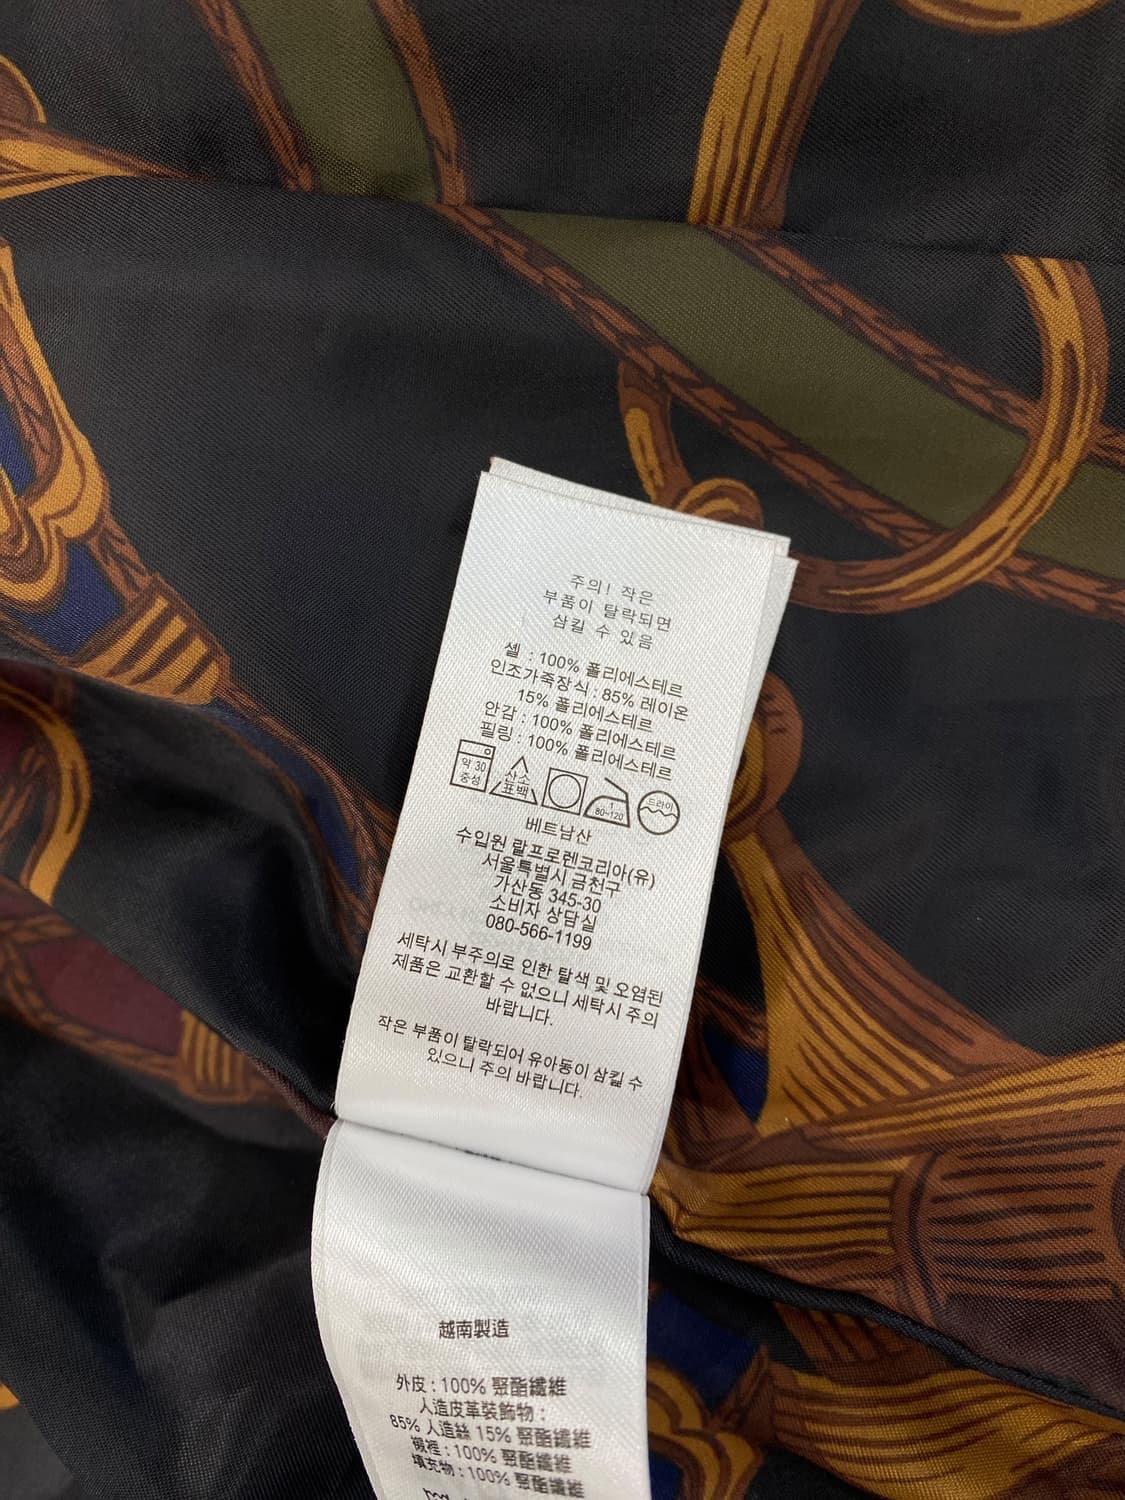 주의! 작은
부품이 탈락되면
삼킬 수 있음
셸 : 100% 폴리에스테르
인조가죽장식 : 85% 레이온
15% 폴리에스테르
안감 : 100% 폴리에스테르
필링 : 100% 폴리에스테르
약 30
중성
산소
표백
1
80~120
드라이
베트남산
수입원 랄프로렌코리아(유)
서울특별시 금천구
가산동 345-30
소비자 상담실
080-566-1199
세탁시 부주의로 인한 탈색 및 오염된
제품은 교환할 수 없으니 세탁시 주의
바랍니다.
작은 부품이 탈락되어 유아동이 삼킬 수
있으니 주의 바랍니다.
越南製造
外皮 : 100% 聚酯纖維
人造皮革裝飾物 :
85% 人造絲 15% 聚酯纖維
襯裡 : 100% 聚酯纖維
填充物 : 100% 聚酯纖維